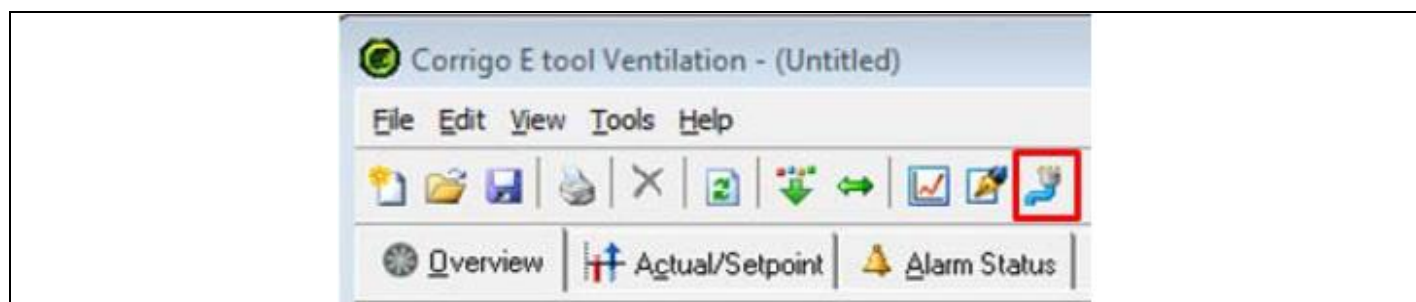 Corrigo E tool Ventilation - (Untitled)
File Edit View Tools Help
Overview Actual/Setpoint Alarm Status